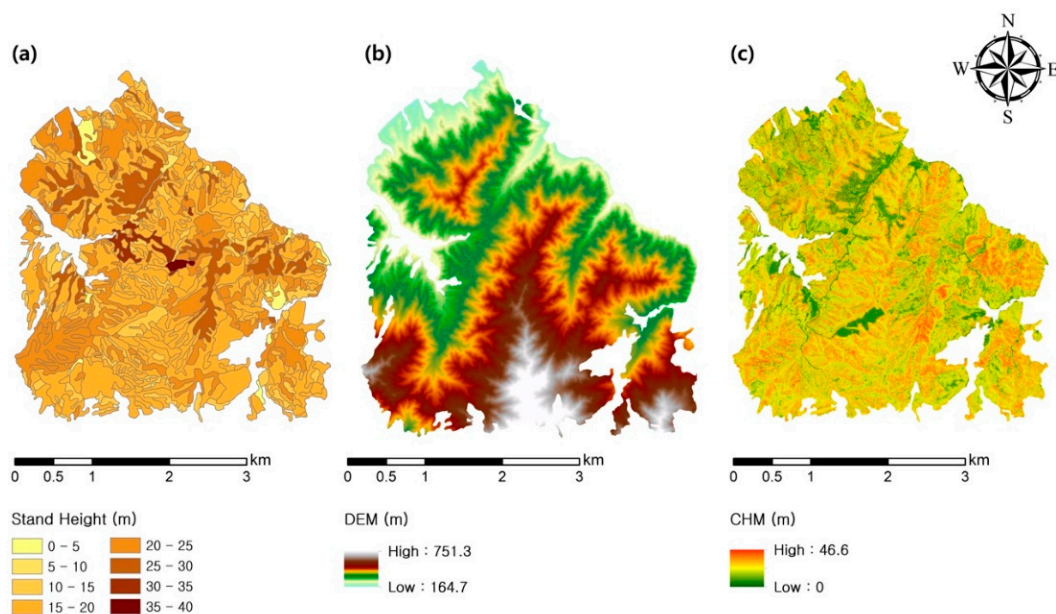 (a)
(b)
(c)
N
W E
S
km
0 0.5 1 2 3
km
0 0.5 1 2 3
km
0 0.5 1 2 3
Stand Height (m)
0 - 5
5 - 10
10 - 15
15 - 20
20 - 25
25 - 30
30 - 35
35 - 40
DEM (m)
High : 751.3
Low : 164.7
CHM (m)
High : 46.6
Low : 0